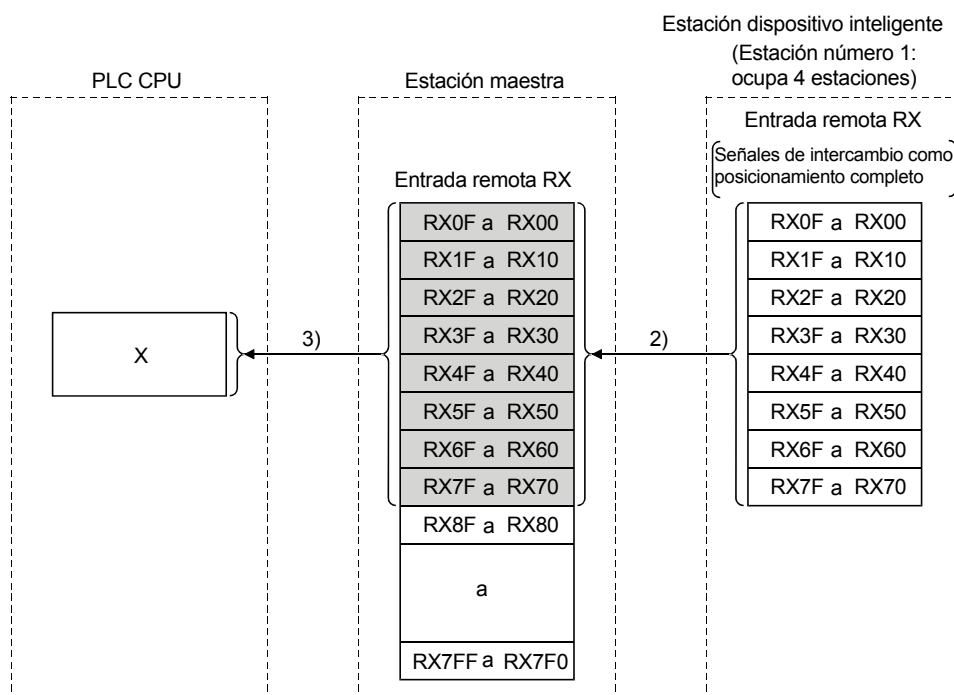 Estación dispositivo inteligente
(Estación número 1:
ocupa 4 estaciones)
PLC CPU
Estación maestra
Entrada remota RX
Señales de intercambio como
posicionamiento completo
Entrada remota RX
RX0F a RX00
RX1F a RX10
RX2F a RX20
RX3F a RX30
RX4F a RX40
RX5F a RX50
RX6F a RX60
RX7F a RX70
RX8F a RX80
a
RX7FF a RX7F0
RX0F a RX00
RX1F a RX10
RX2F a RX20
RX3F a RX30
RX4F a RX40
RX5F a RX50
RX6F a RX60
RX7F a RX70
X
3)
2)